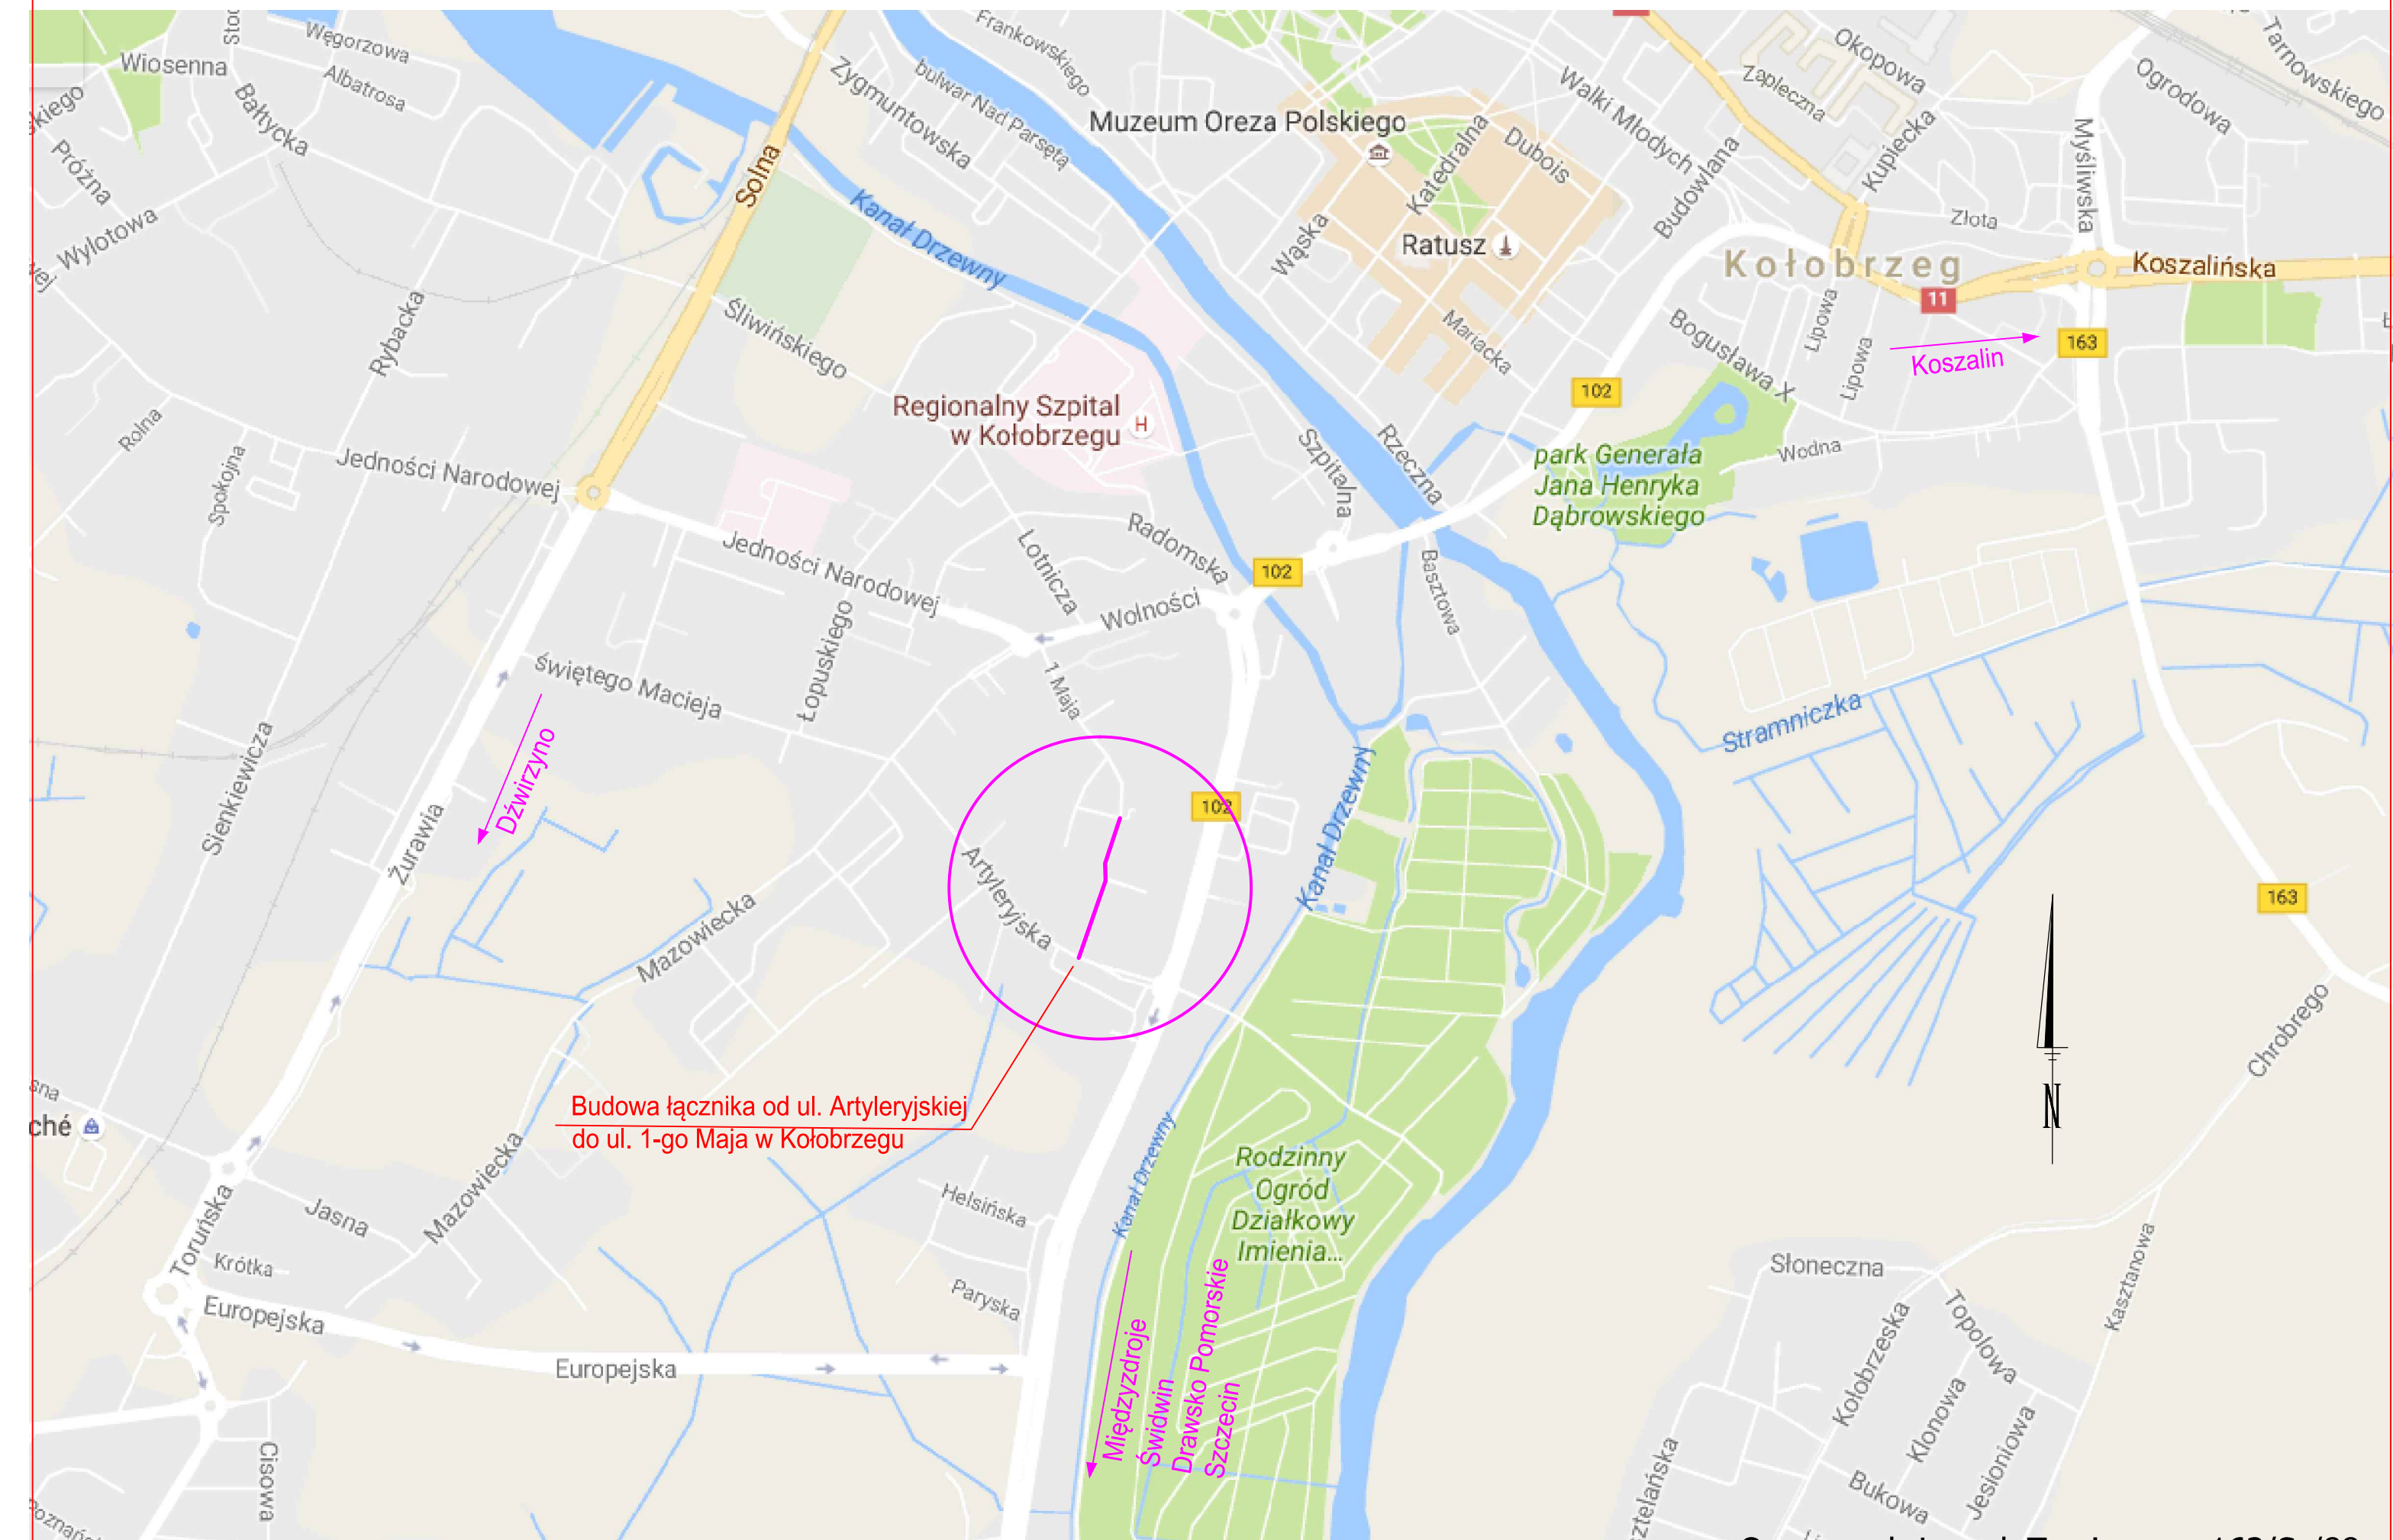 Węgorzowa
Wiosenna
Albatrosa
Bałtycka
Próżna
Wylotowa
Rybacka
Rolna
Spokojna
Solna
Zygmuntowska
bulwar Nad Parsętą
Frankowskiego
Kanał Drzewny
Śliwińskiego
Muzeum Oreza Polskiego
Katedralna
Dubois
Wąska
Ratusz
Mariacka
Walki Młodych
Budowlana
Zapleczna
Okopowa
Kupiecka
Złota
Myśliwska
Ogrodowa
Tarnowskiego
Kołobrzeg
Koszalińska
11
163
Koszalin
Bogusława X
Lipowa
Lipowa
Wodna
102
park Generała
Jana Henryka
Dąbrowskiego
Regionalny Szpital
w Kołobrzegu
H
Szpitalna
Rzeczna
Jedności Narodowej
Jedności Narodowej
Radomska
Lotnicza
Wolności
102
Basztowa
Łopuskiego
świętego Macieja
1 Maja
Dźwirzyno
Sienkiewicza
Żurawia
Stramniczka
102
Kanał Drzewny
Artyleryjska
Mazowiecka
163
Chrobrego
N
Budowa łącznika od ul. Artyleryjskiej
do ul. 1-go Maja w Kołobrzegu
ché
Mazowiecka
Toruńska
Jasna
Krótka
Europejska
Europejska
Cisowa
Helsińska
Paryska
Kanał Drzewny
Rodzinny
Ogród
Działkowy
Imienia...
Międzyzdroje
Świdwin
Drawsko Pomorskie
Szczecin
Słoneczna
Kołobrzeska
Topolowa
Klonowa
Jesionowa
Bukowa
Kasztanowa